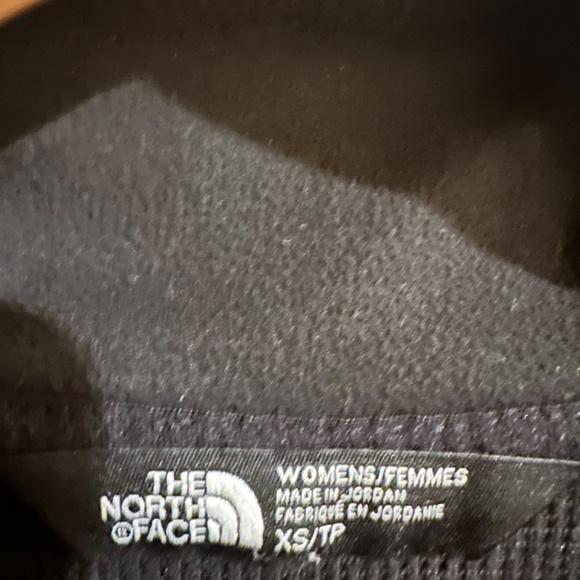 THE
NORTH
FACE
WOMENS/FEMMES
MADE IN JORDAN
FABRIQUÉ EN JORDANIE
XS/TP